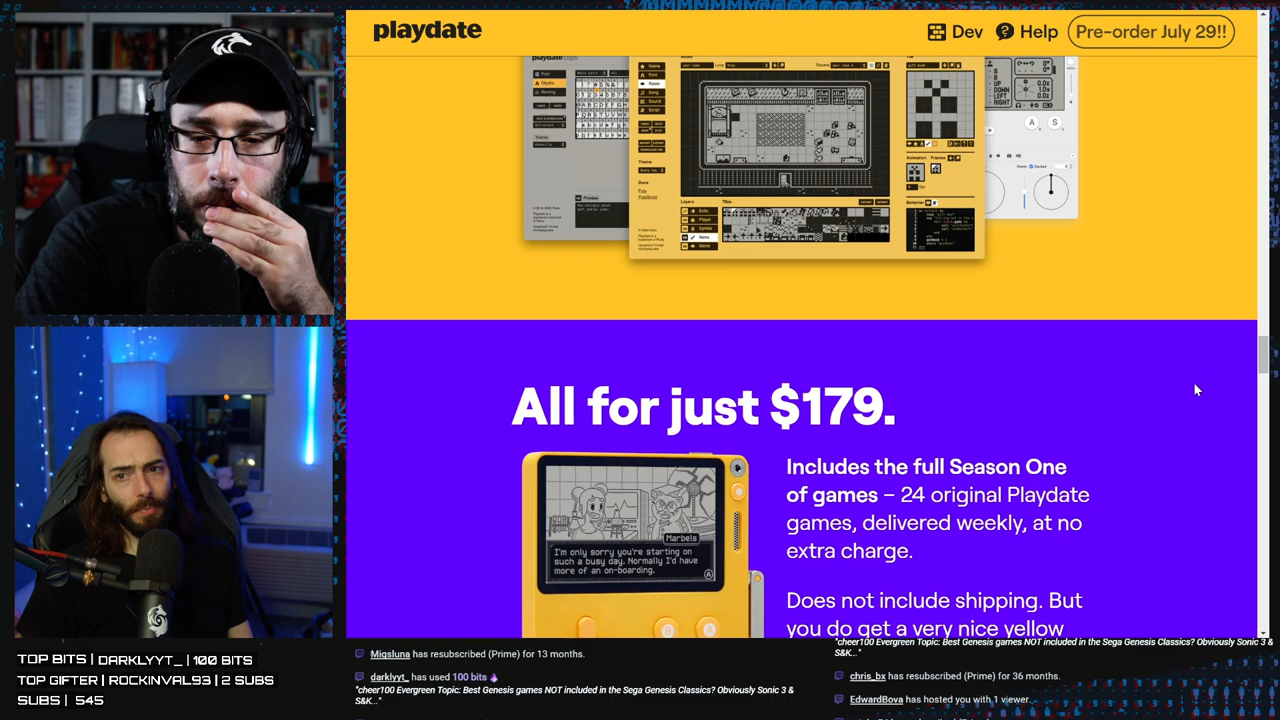 playdate
Dev
Help
Pre-order July 29!!
All for just $179.
Includes the full Season One
of games – 24 original Playdate
games, delivered weekly, at no
extra charge.
Does not include shipping. But
you do get a very nice yellow
Marbels
I'm only sorry you're starting on
such a busy day. Normally I'd have
more of an on-boarding.
Ⓐ
B
A
A
S
TOP BITS | DARKLYYT_ | 100 BITS
TOP GIFTER | ROCKINVAL93 | 2 SUBS
SUBS | 545
Migsluna has resubscribed (Prime) for 13 months.
darklyyt_ has used 100 bits
"cheer100 Evergreen Topic: Best Genesis games NOT included in the Sega Genesis Classics? Obviously Sonic 3 &
S&K..."
"cheer100 Evergreen Topic: Best Genesis games NOT included in the Sega Genesis Classics? Obviously Sonic 3 &
S&K..."
chris_bx has resubscribed (Prime) for 36 months.
EdwardBova has hosted you with 1 viewer.